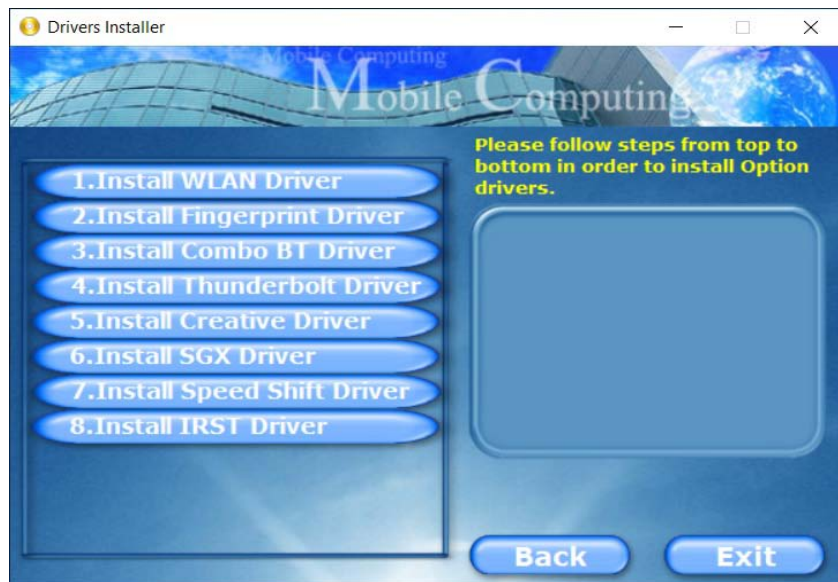 Drivers Installer
Mobile Computing
Mobile Computing
Please follow steps from top to
bottom in order to install Option
drivers.
1.Install WLAN Driver
2.Install Fingerprint Driver
3.Install Combo BT Driver
4.Install Thunderbolt Driver
5.Install Creative Driver
6.Install SGX Driver
7.Install Speed Shift Driver
8.Install IRST Driver
Back
Exit